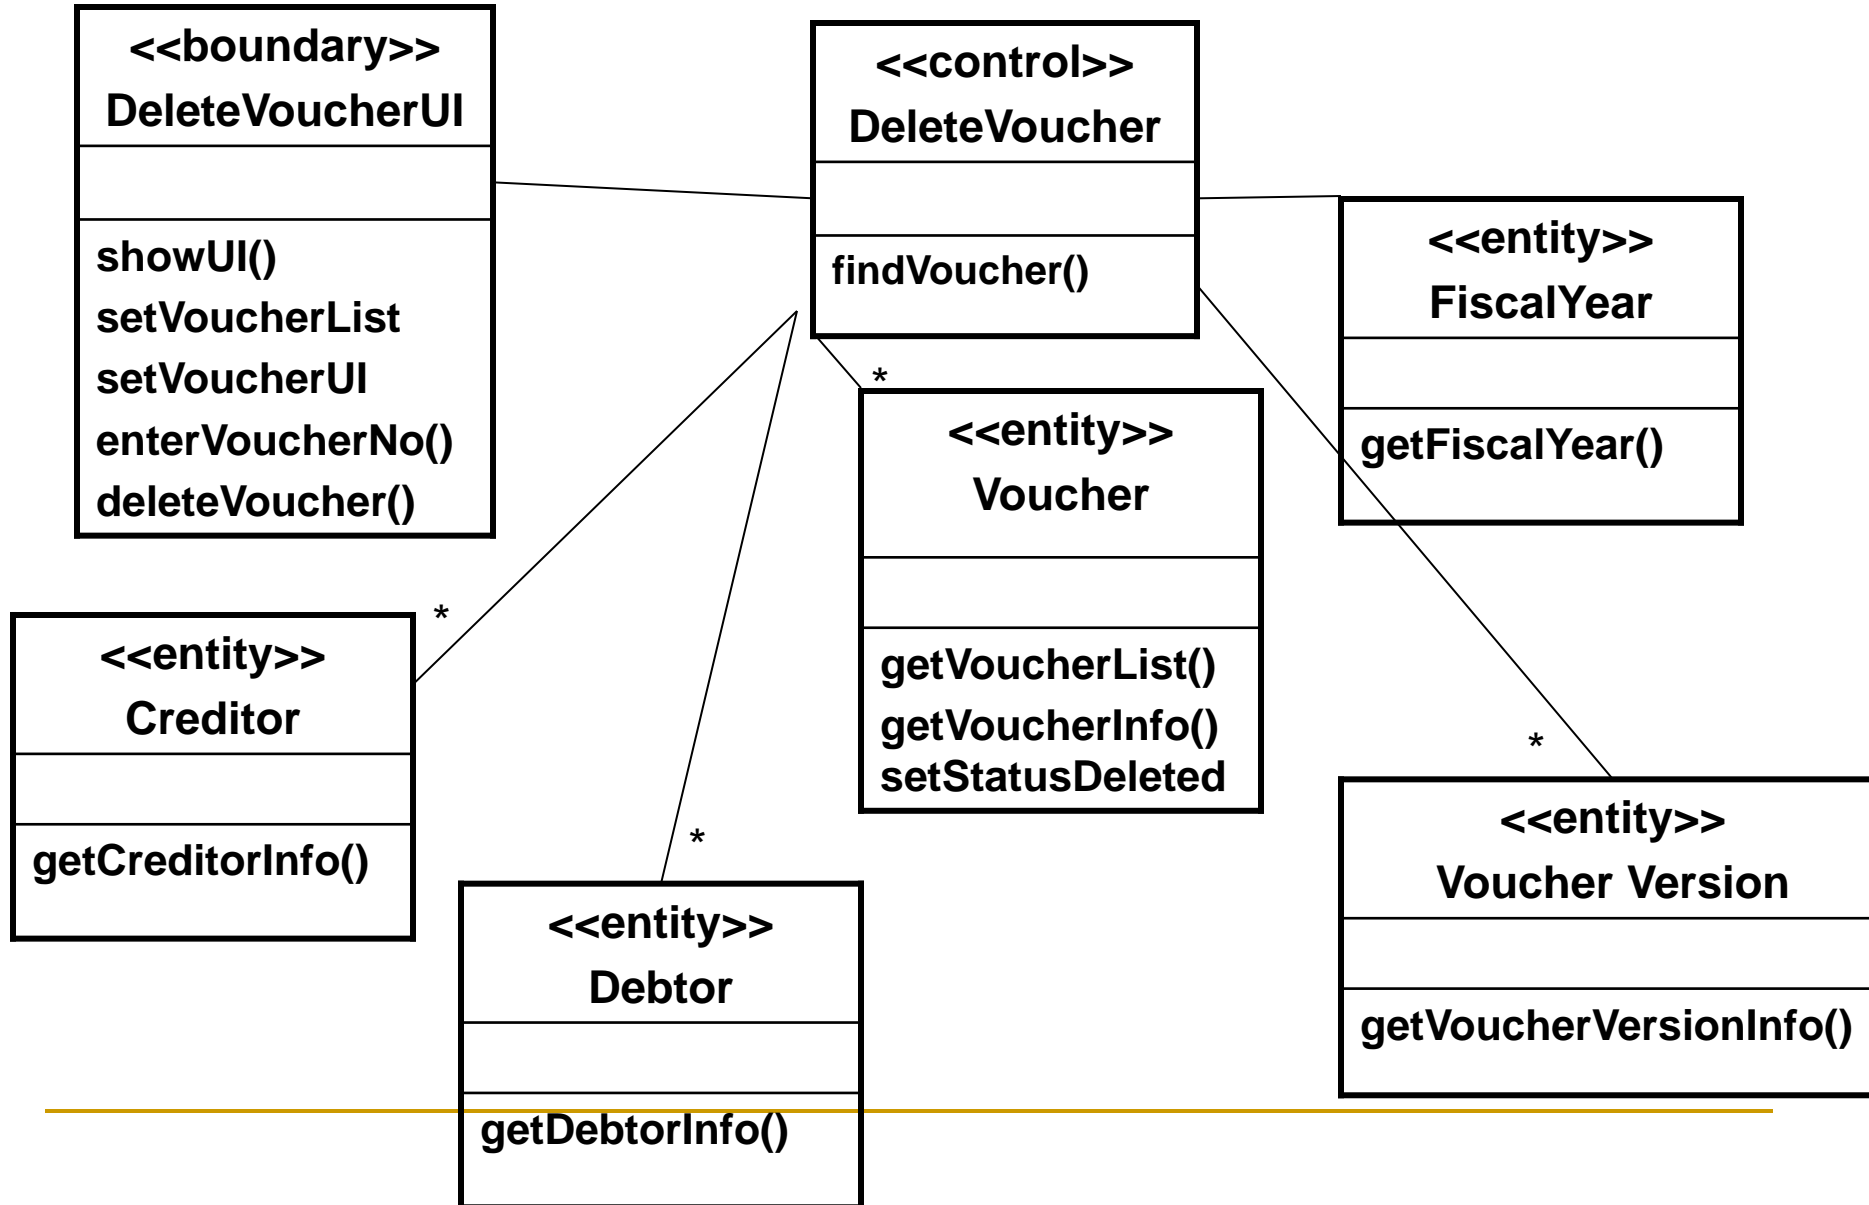 <<boundary>>
DeleteVoucherUI
showUI()
setVoucherList
setVoucherUI
enterVoucherNo()
deleteVoucher()
<<control>>
DeleteVoucher
findVoucher()
<<entity>>
FiscalYear
getFiscalYear()
*
<<entity>>
Voucher
getVoucherList()
getVoucherInfo()
setStatusDeleted
*
<<entity>>
Creditor
getCreditorInfo()
*
<<entity>>
Debtor
getDebtorInfo()
*
<<entity>>
Voucher Version
getVoucherVersionInfo()